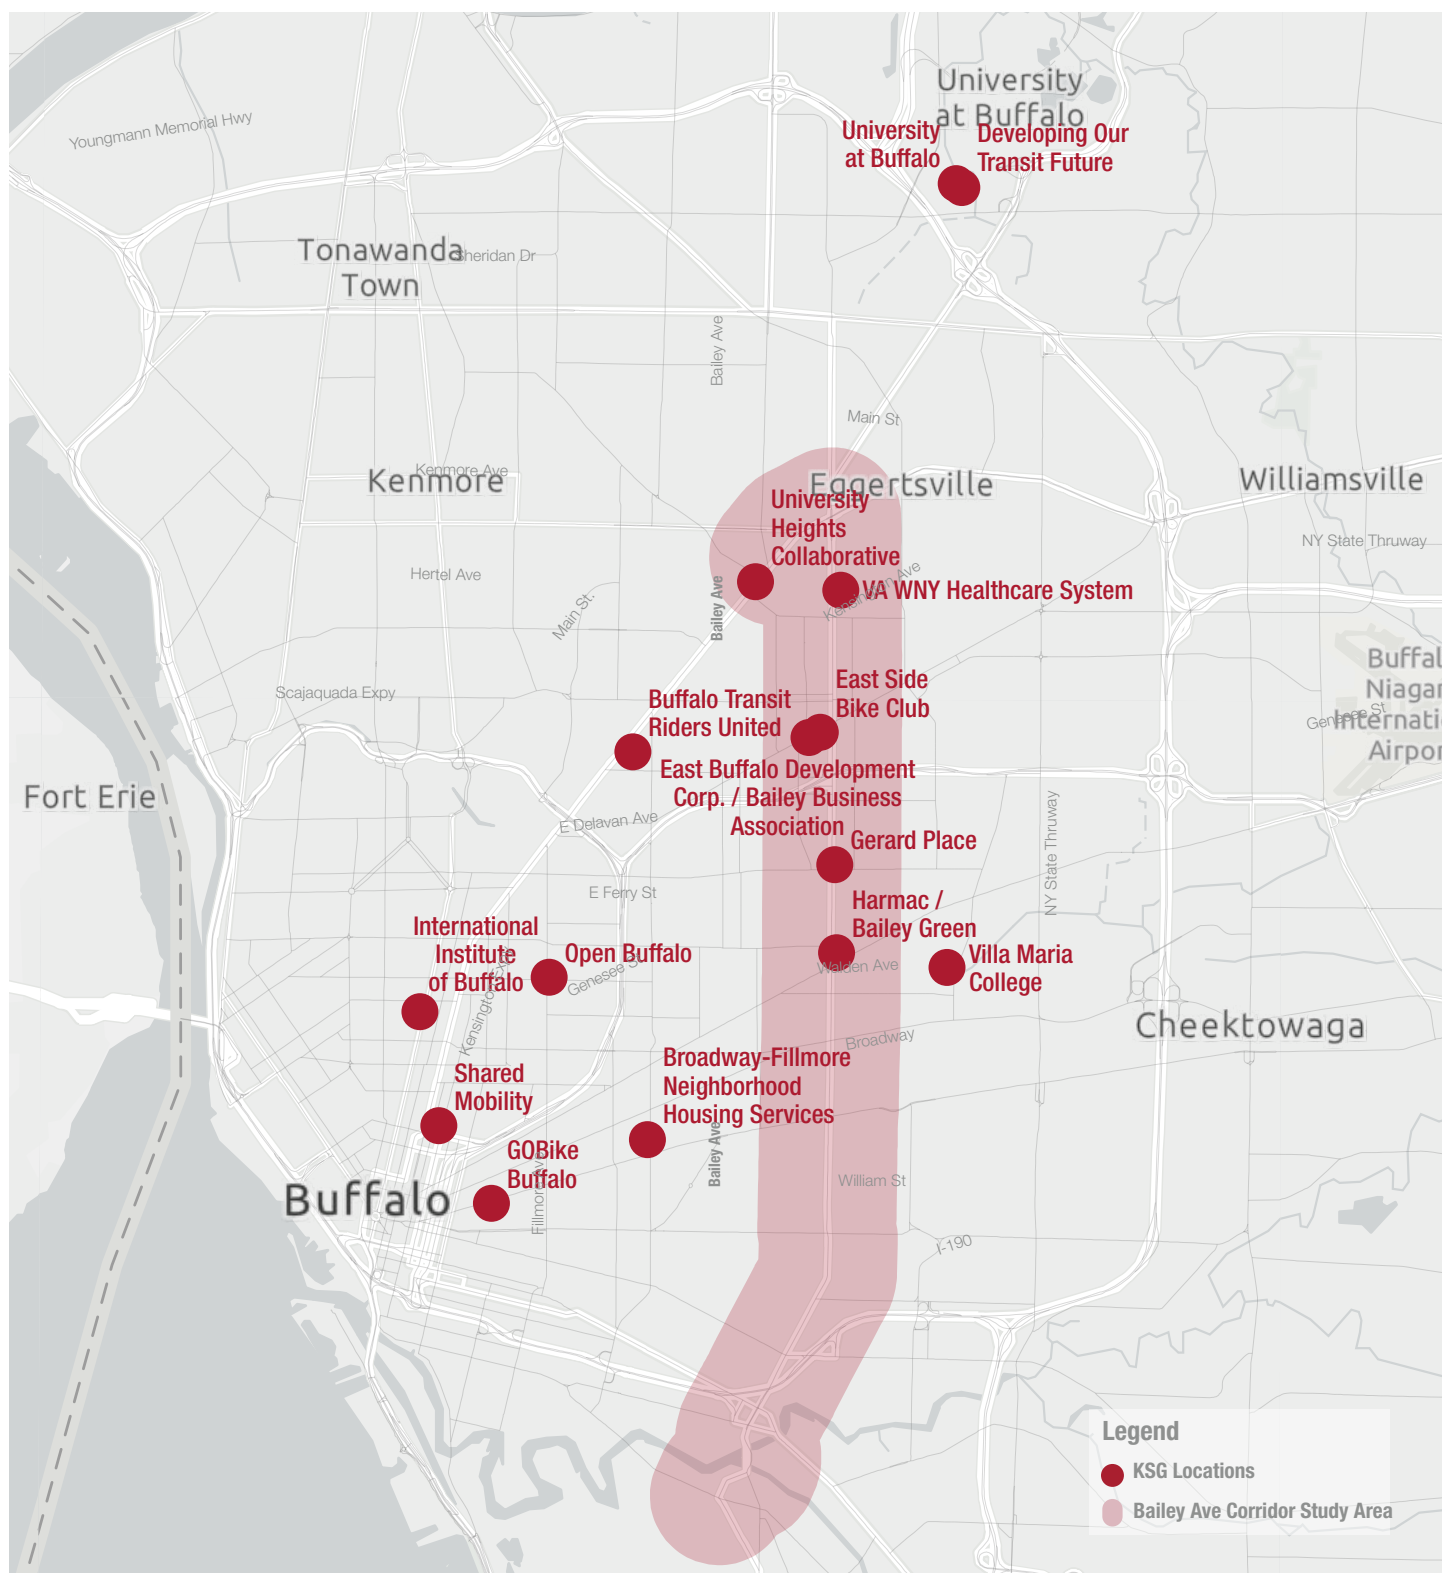 University
at Buffalo
University
at Buffalo
Developing Our
Transit Future
Youngmann Memorial Hwy
Tonawanda
Town
Sheridan Dr
Bailey Ave
Main St
Kenmore
Kenmore Ave
Eggertsville
Williamsville
University
Heights
Collaborative
NY State Thruway
Hertel Ave
Main St.
Bailey Ave
Kensington Ave
VA WNY Healthcare System
Scajaquada Expy
Buffalo Transit
Riders United
East Side
Bike Club
Buffal
Niagar
Internati
Airpor
Genesee St
East Buffalo Development
Corp. / Bailey Business
Association
Fort Erie
E Delavan Ave
Gerard Place
NY State Thruway
E Ferry St
Harmac /
Bailey Green
International
Institute
of Buffalo
Open Buffalo
Genesee St
Kensington Expy
Walden Ave
Villa Maria
College
Cheektowaga
Broadway
Broadway-Fillmore
Neighborhood
Housing Services
Shared
Mobility
Bailey Ave
GOBike
Buffalo
Fillmore Ave
Buffalo
William St
I-190
Legend
KSG Locations
Bailey Ave Corridor Study Area